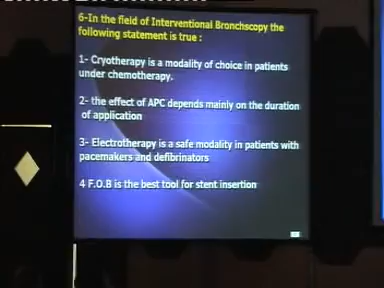 6-In the field of Interventional Bronchscopy the
following statement is true :
1- Cryotherapy is a modality of choice in patients
under chemotherapy.
2- the effect of APC depends mainly on the duration
of application
3- Electrotherapy is a safe modality in patients with
pacemakers and defibrinators
4 F.O.B is the best tool for stent insertion